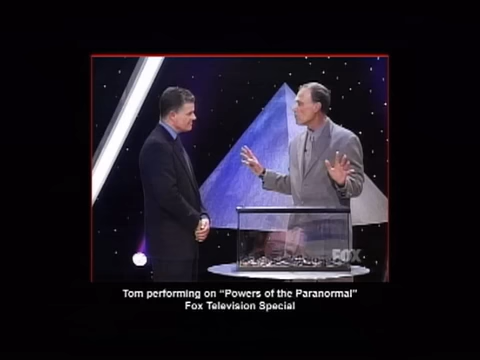 FOX
Tom performing on “Powers of the Paranormal”
Fox Television Special